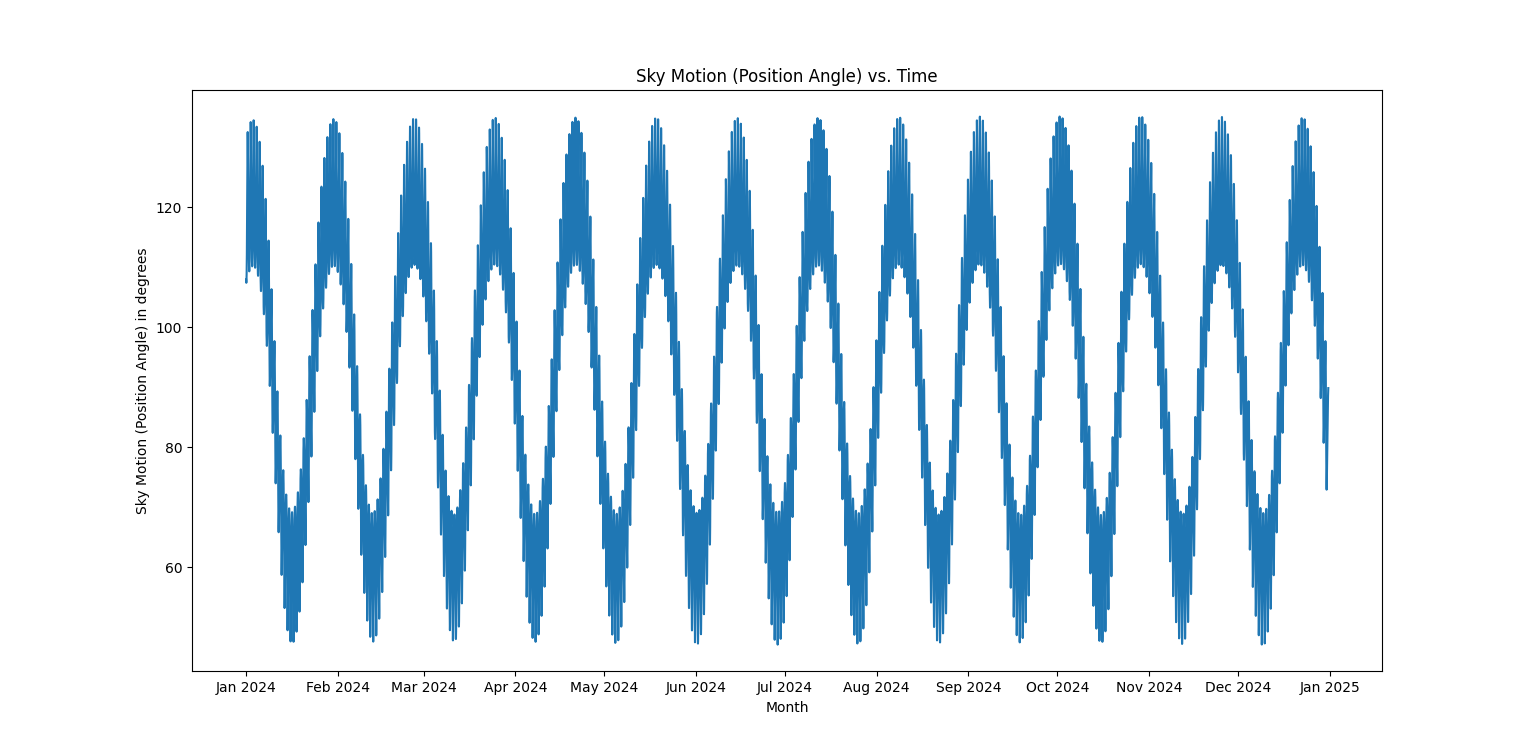 Sky Motion (Position Angle) vs. Time
Sky Motion (Position Angle) in degrees
120
100
80
60
Jan 2024 Feb 2024 Mar 2024 Apr 2024 May 2024 Jun 2024 Jul 2024 Aug 2024 Sep 2024 Oct 2024 Nov 2024 Dec 2024 Jan 2025
Month